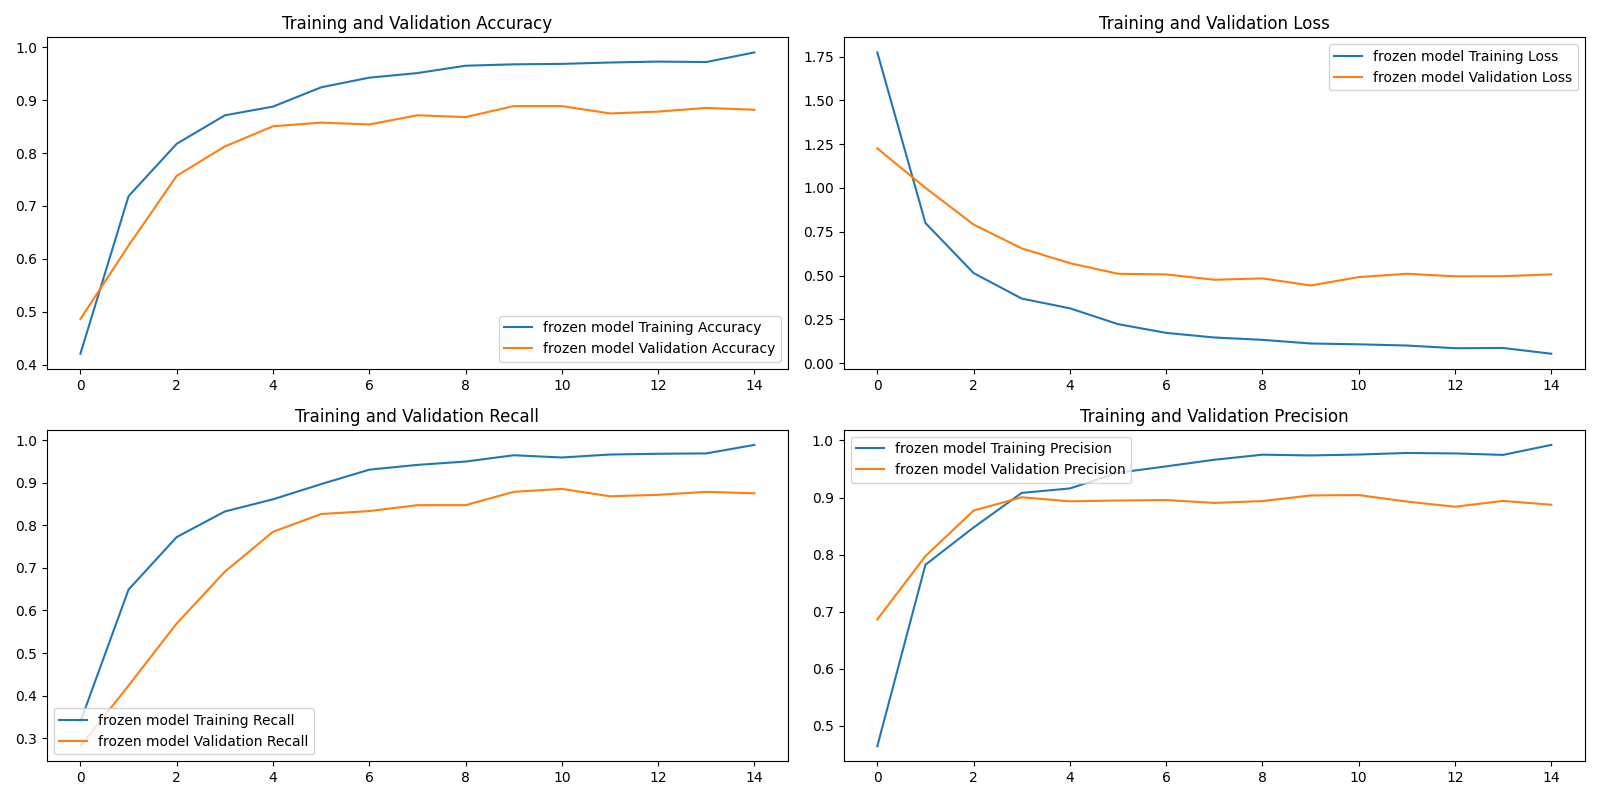 Training and Validation Accuracy
1.0
0.9
0.8
0.7
0.6
0.5
0.4
frozen model Training Accuracy
frozen model Validation Accuracy
0 2 4 6 8 10 12 14
Training and Validation Loss
1.75
1.50
1.25
1.00
0.75
0.50
0.25
0.00
frozen model Training Loss
frozen model Validation Loss
0 2 4 6 8 10 12 14
Training and Validation Recall
1.0
0.9
0.8
0.7
0.6
0.5
0.4
0.3
frozen model Training Recall
frozen model Validation Recall
0 2 4 6 8 10 12 14
Training and Validation Precision
1.0
0.9
0.8
0.7
0.6
0.5
frozen model Training Precision
frozen model Validation Precision
0 2 4 6 8 10 12 14